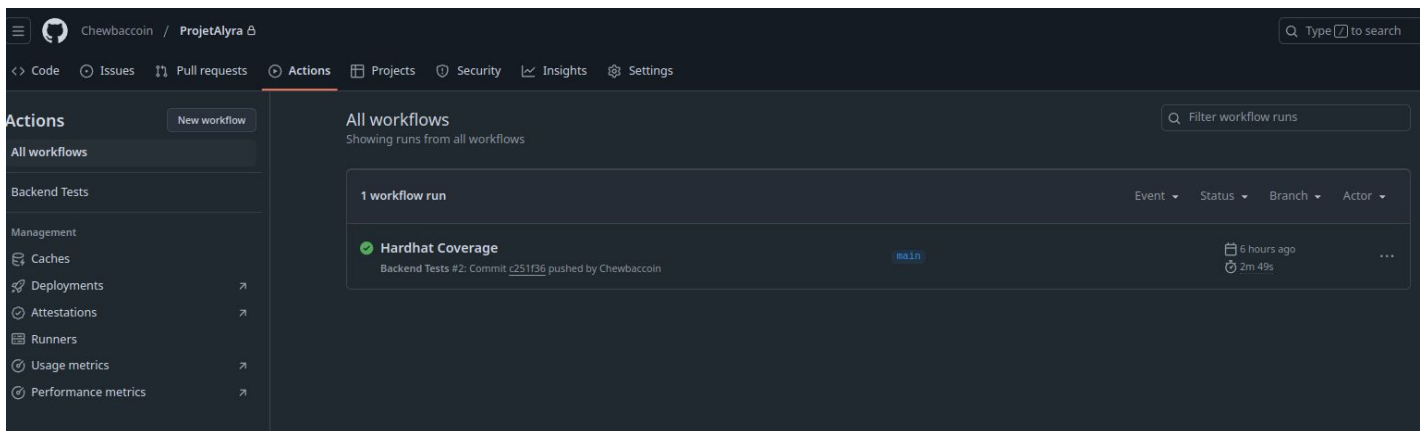 Chewbaccoin / ProjetAlyra
Type / to search
Code Issues Pull requests Actions Projects Security Insights Settings
Actions
New workflow
All workflows
Backend Tests
Management
Caches
Deployments
Attestations
Runners
Usage metrics
Performance metrics
All workflows
Showing runs from all workflows
Filter workflow runs
1 workflow run
Event Status Branch Actor
Hardhat Coverage
Backend Tests #2: Commit c251f36 pushed by Chewbaccoin
main
6 hours ago
2m 49s